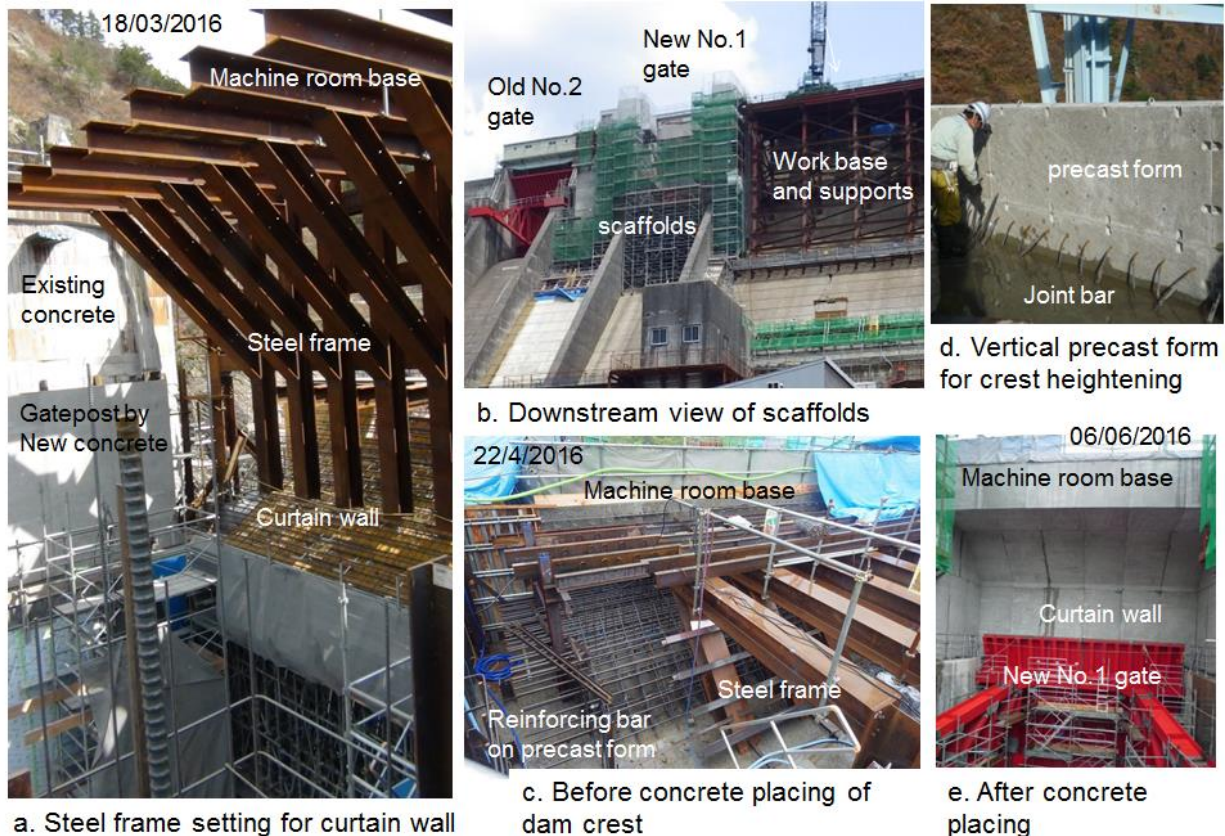 18/03/2016
Machine room base
Existing
concrete
Steel frame
Gatepost by
New concrete
Curtain wall
a. Steel frame setting for curtain wall
New No.1
gate
Old No.2
gate
Work base
and supports
scaffolds
b. Downstream view of scaffolds
22/4/2016
Machine room base
Steel frame
Reinforcing bar
on precast form
c. Before concrete placing of
dam crest
precast form
Joint bar
d. Vertical precast form
for crest heightening
06/06/2016
Machine room base
Curtain wall
New No.1 gate
e. After concrete
placing